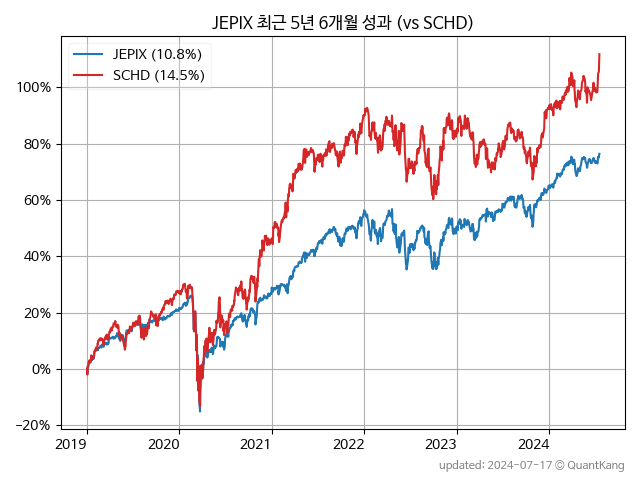 JEPIX 최근 5년 6개월 성과 (vs SCHD)
JEPIX (10.8%)
SCHD (14.5%)
100%
80%
60%
40%
20%
0%
−20%
2019 2020 2021 2022 2023 2024
updated: 2024-07-17 © QuantKang